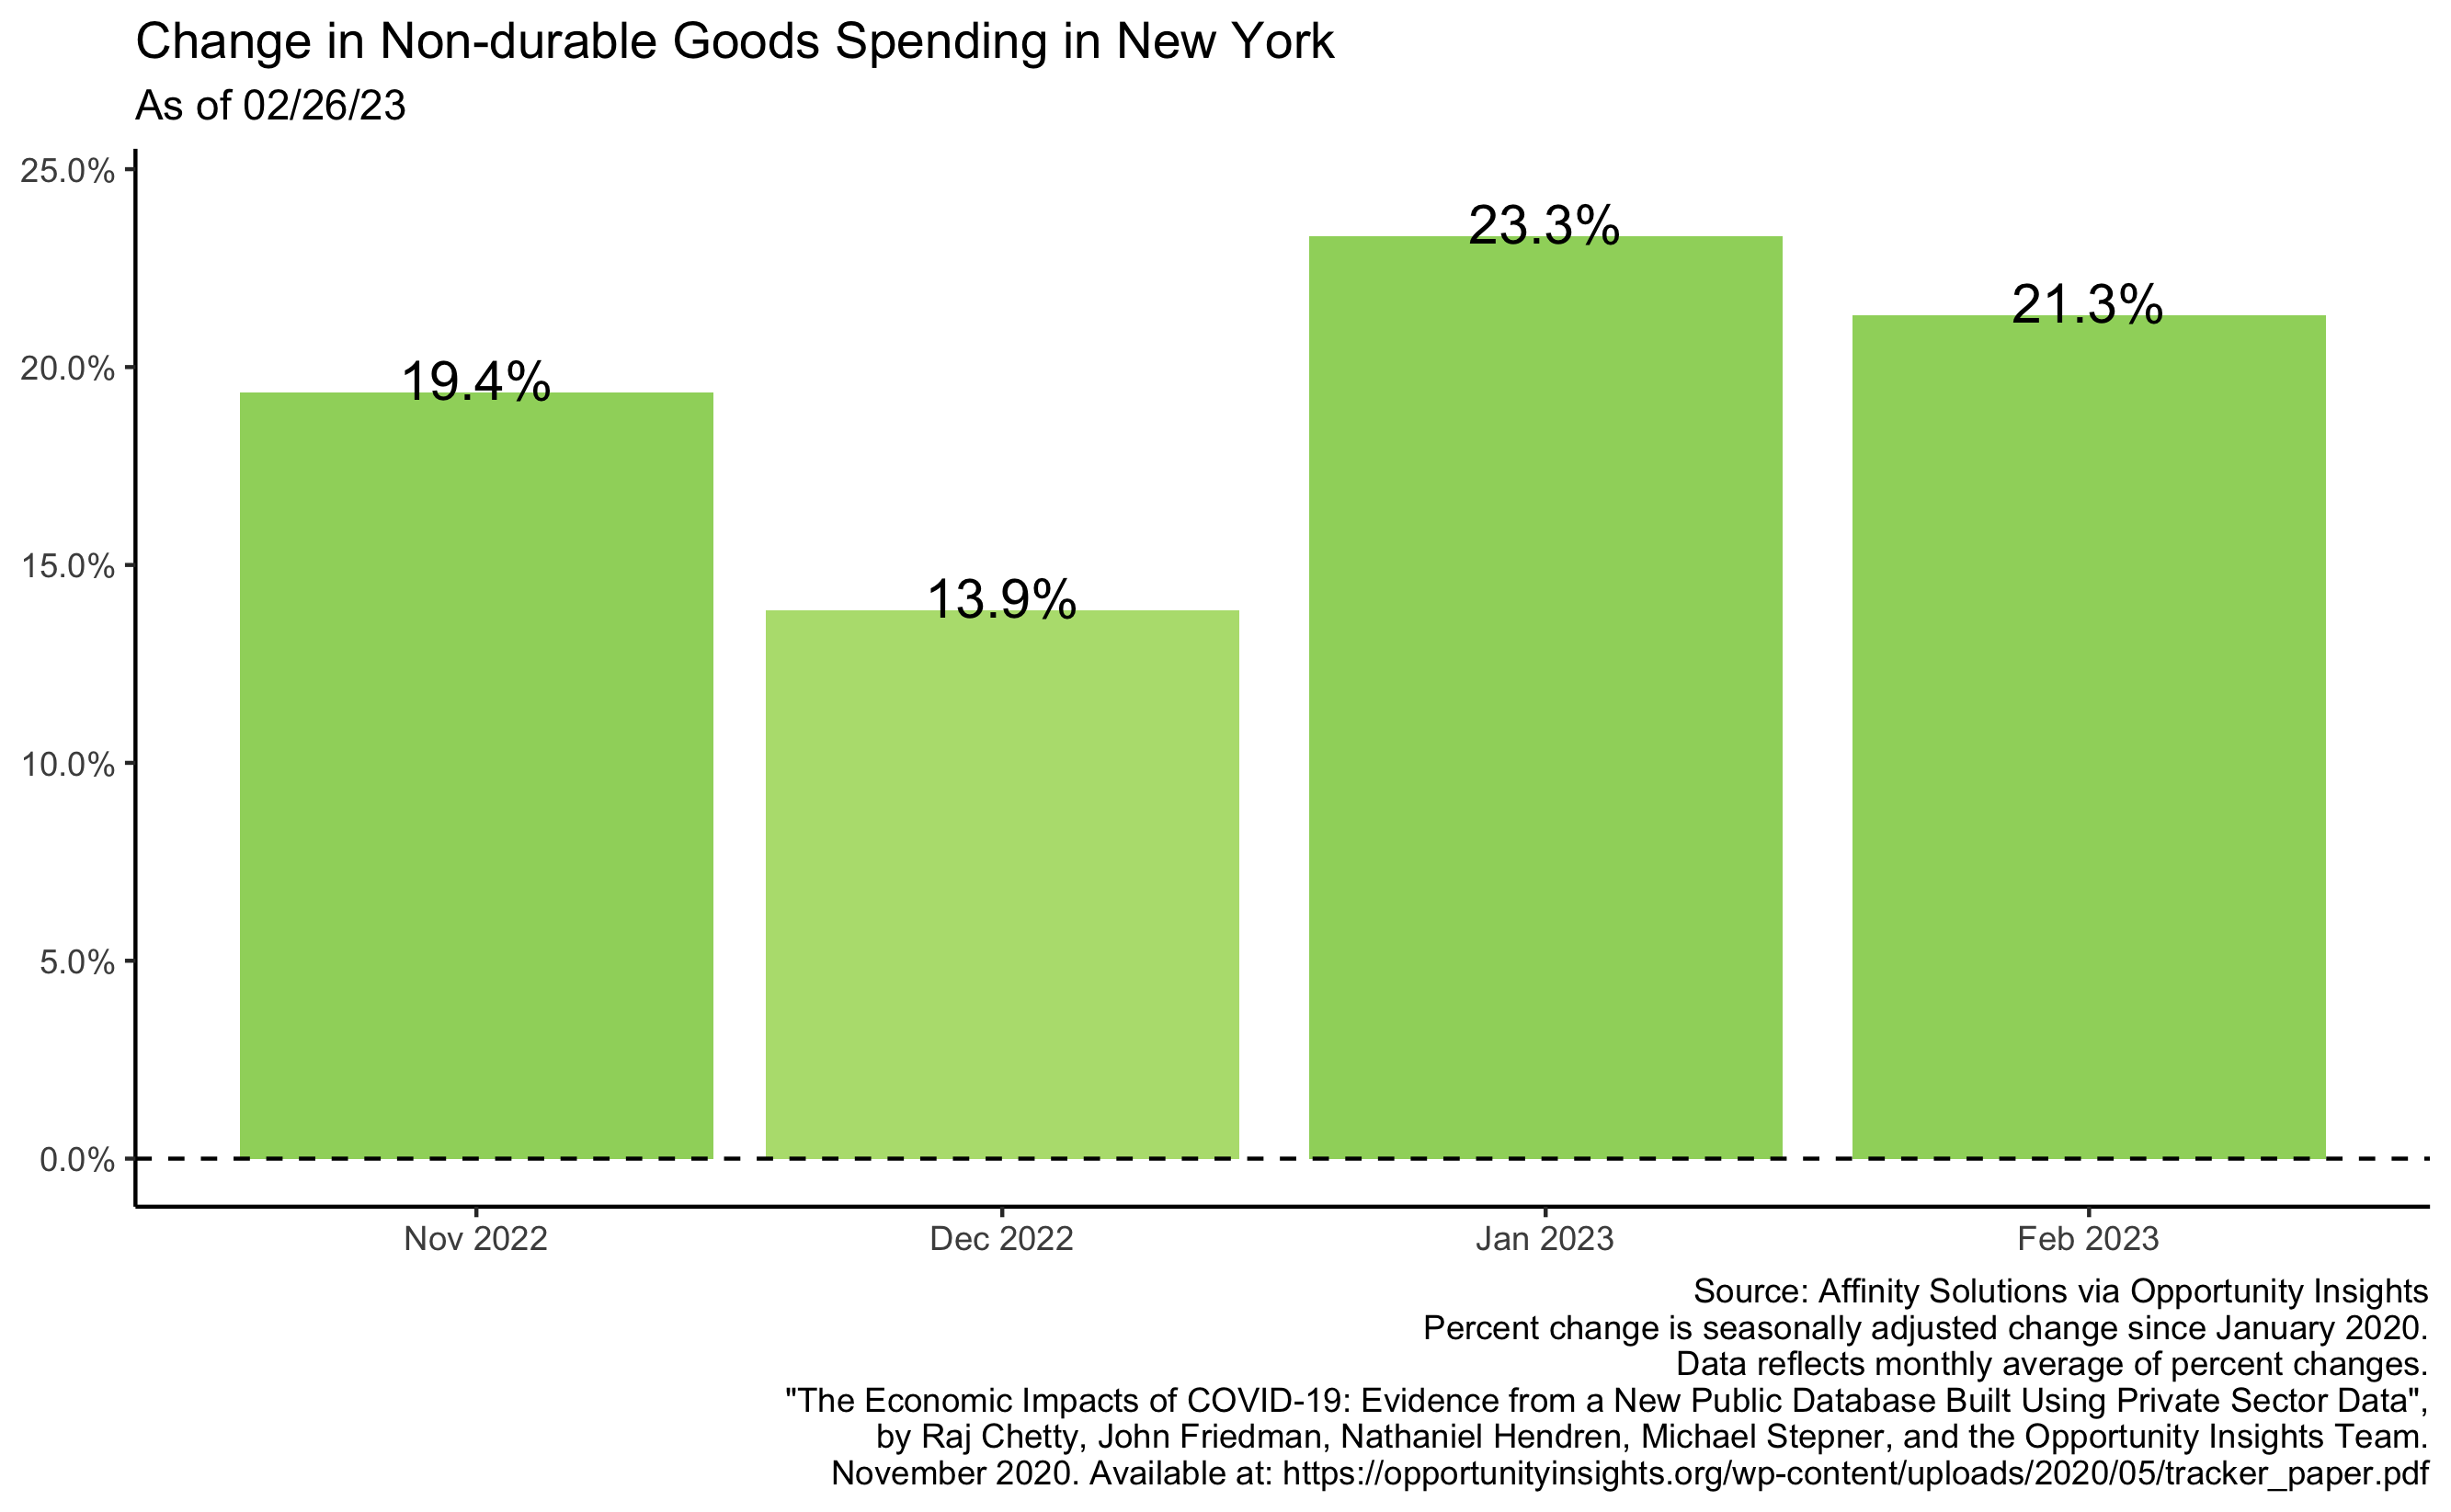 Change in Non-durable Goods Spending in New York
As of 02/26/23
25.0%
20.0%
15.0%
10.0%
5.0%
0.0%
19.4%
13.9%
23.3%
21.3%
Nov 2022
Dec 2022
Jan 2023
Feb 2023
Source: Affinity Solutions via Opportunity Insights
Percent change is seasonally adjusted change since January 2020.
Data reflects monthly average of percent changes.
"The Economic Impacts of COVID-19: Evidence from a New Public Database Built Using Private Sector Data",
by Raj Chetty, John Friedman, Nathaniel Hendren, Michael Stepner, and the Opportunity Insights Team.
November 2020. Available at: https://opportunityinsights.org/wp-content/uploads/2020/05/tracker_paper.pdf